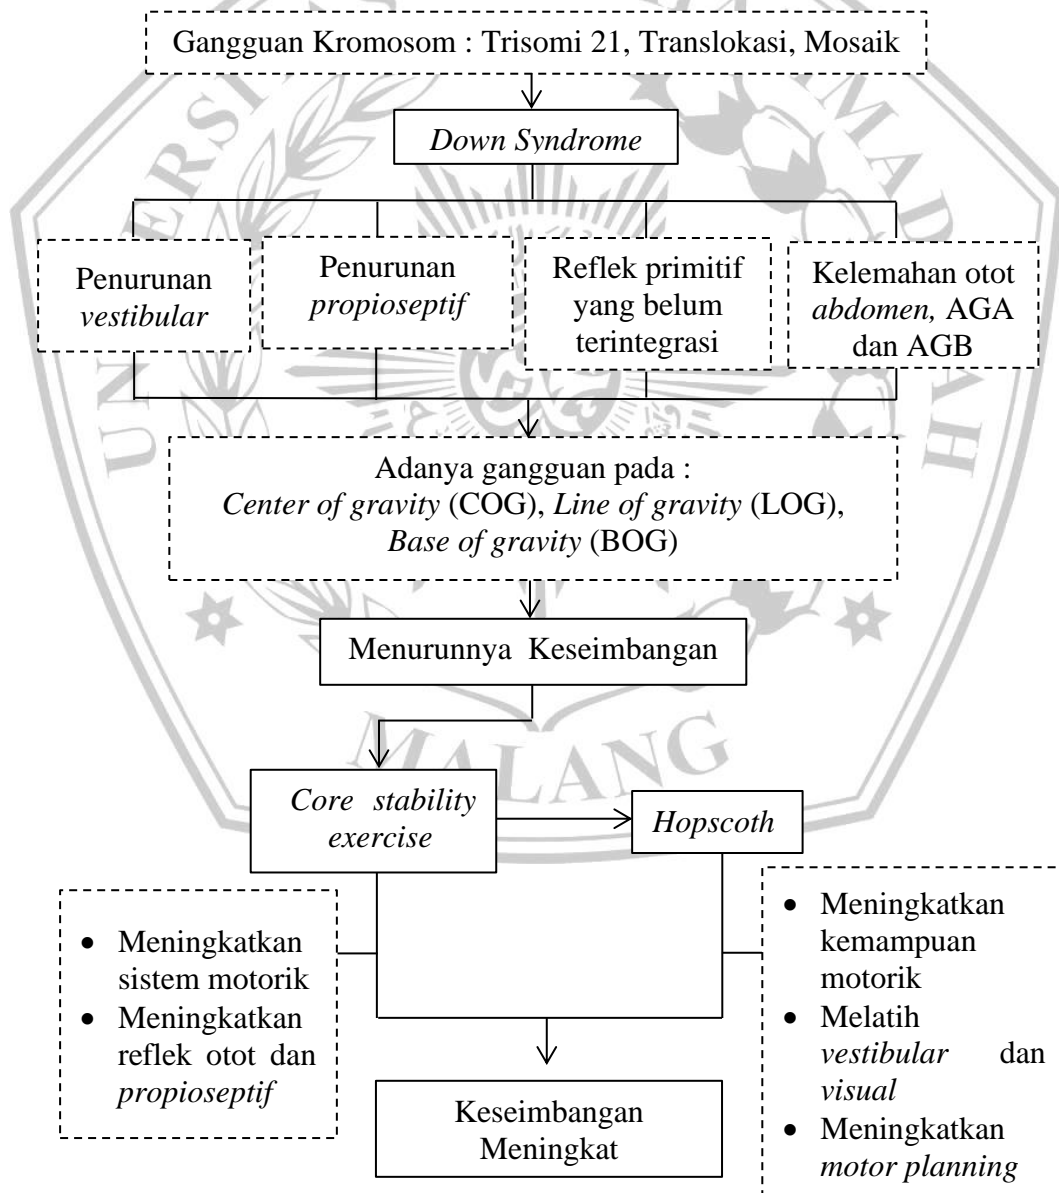 Gangguan Kromosom : Trisomi 21, Translokasi, Mosaik
Down Syndrome
Penurunan
vestibular
Penurunan
propioseptif
Reflek primitif
yang belum
terintegrasi
Kelemahan otot
abdomen, AGA
dan AGB
Adanya gangguan pada :
Center of gravity (COG), Line of gravity (LOG),
Base of gravity (BOG)
Menurunnya Keseimbangan
MALANG
Core stability
exercise
Hopscoth
• Meningkatkan
sistem motorik
• Meningkatkan
reflek otot dan
propioseptif
• Meningkatkan
kemampuan
motorik
• Melatih
vestibular dan
visual
• Meningkatkan
motor planning
Keseimbangan
Meningkat